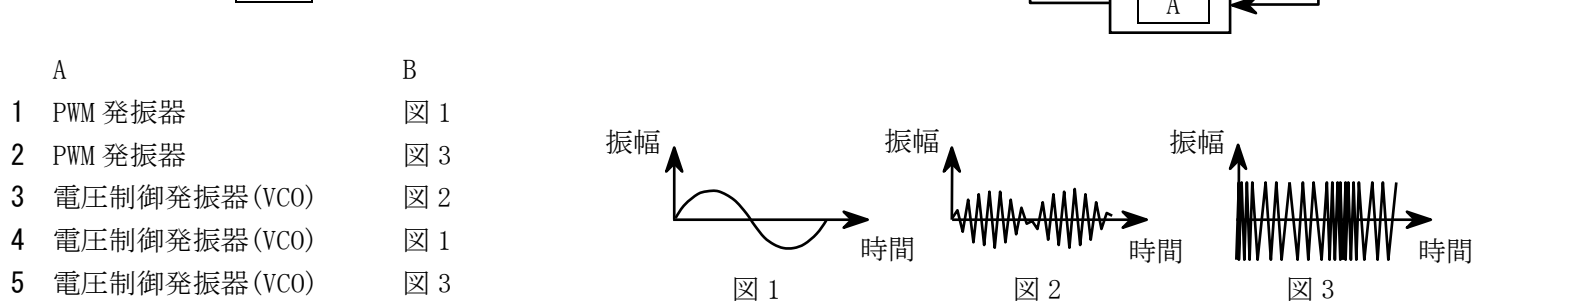 A
A B
1 PWM 発振器 図 1
2 PWM 発振器 図 3
3 電圧制御発振器(VCO) 図 2
4 電圧制御発振器(VCO) 図 1
5 電圧制御発振器(VCO) 図 3
振幅 振幅 振幅
時間 時間 時間
図 1 図 2 図 3